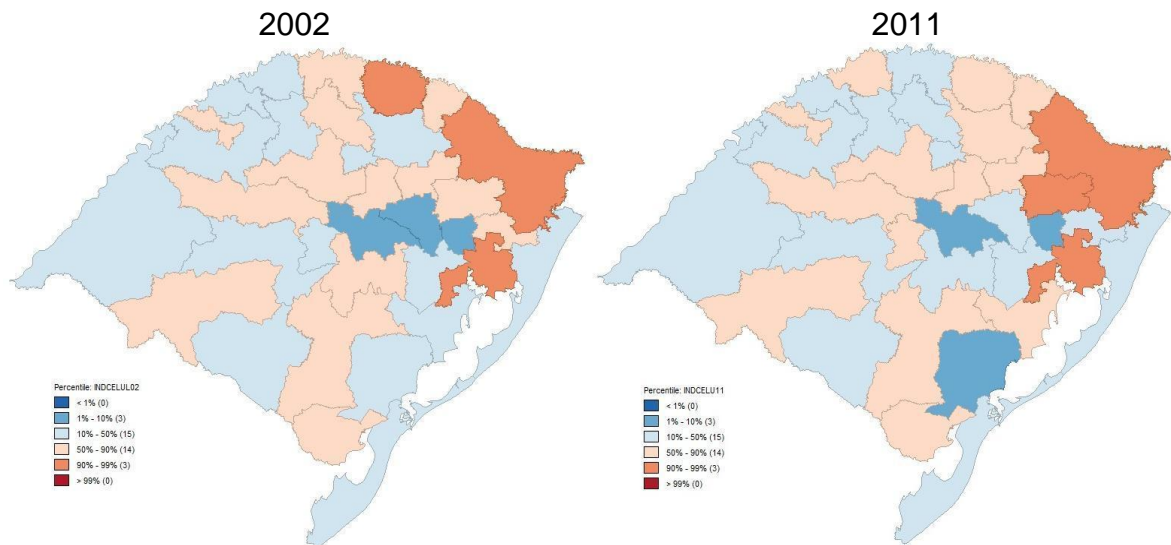 2002
2011
Percentile: INDCELUL02
< 1% (0)
1% - 10% (3)
10% - 50% (15)
50% - 90% (14)
90% - 99% (3)
> 99% (0)
Percentile: INDCELU11
< 1% (0)
1% - 10% (3)
10% - 50% (15)
50% - 90% (14)
90% - 99% (3)
> 99% (0)